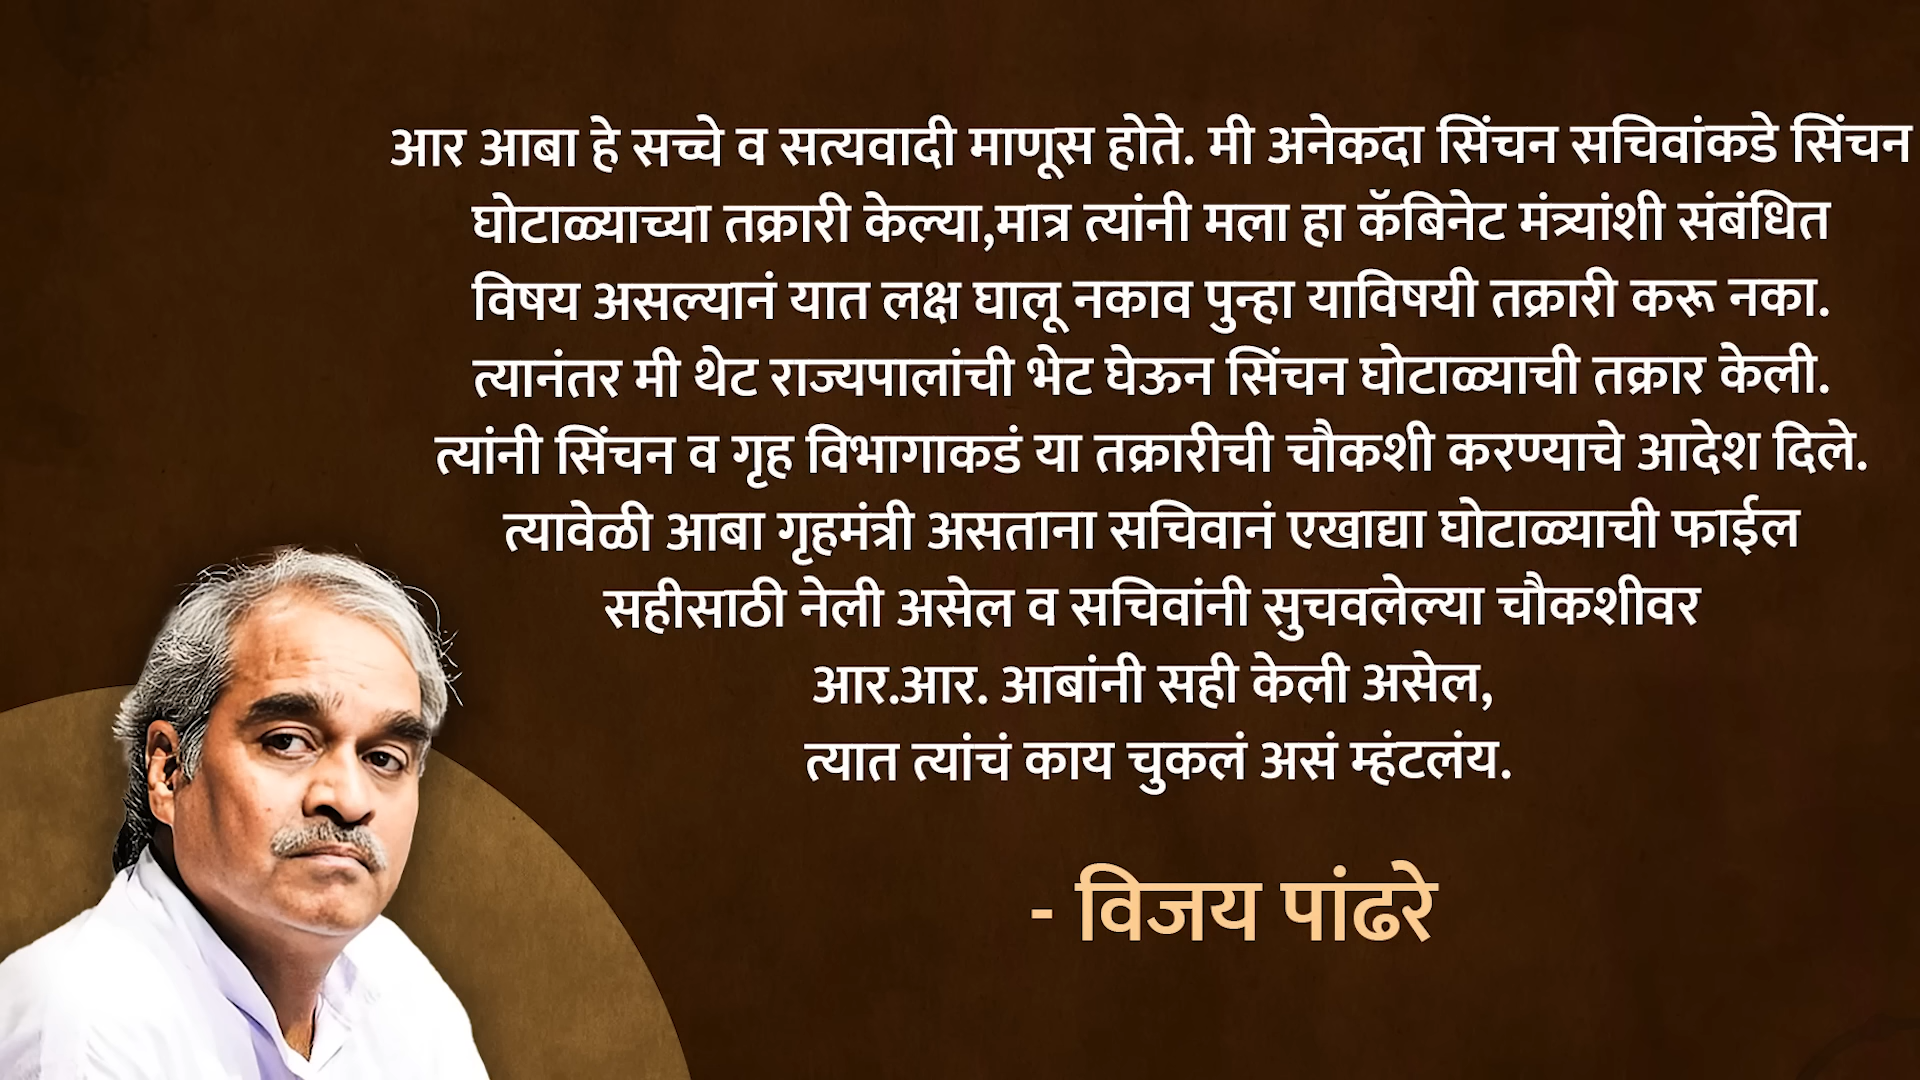 आर आबा हे सच्चे व सत्यवादी माणूस होते. मी अनेकदा सिंचन सचिवांकडे सिंचन
घोटाळ्याच्या तक्रारी केल्या,मात्र त्यांनी मला हा कॅबिनेट मंत्र्यांशी संबंधित
विषय असल्यानं यात लक्ष घालू नकाव पुन्हा याविषयी तक्रारी करू नका.
त्यानंतर मी थेट राज्यपालांची भेट घेऊन सिंचन घोटाळ्याची तक्रार केली.
त्यांनी सिंचन व गृह विभागाकडं या तक्रारीची चौकशी करण्याचे आदेश दिले.
त्यावेळी आबा गृहमंत्री असताना सचिवानं एखाद्या घोटाळ्याची फाईल
सहीसाठी नेली असेल व सचिवांनी सुचवलेल्या चौकशीवर
आर.आर. आबांनी सही केली असेल,
त्यात त्यांचं काय चुकलं असं म्हंटलंय.
- विजय पांढरे